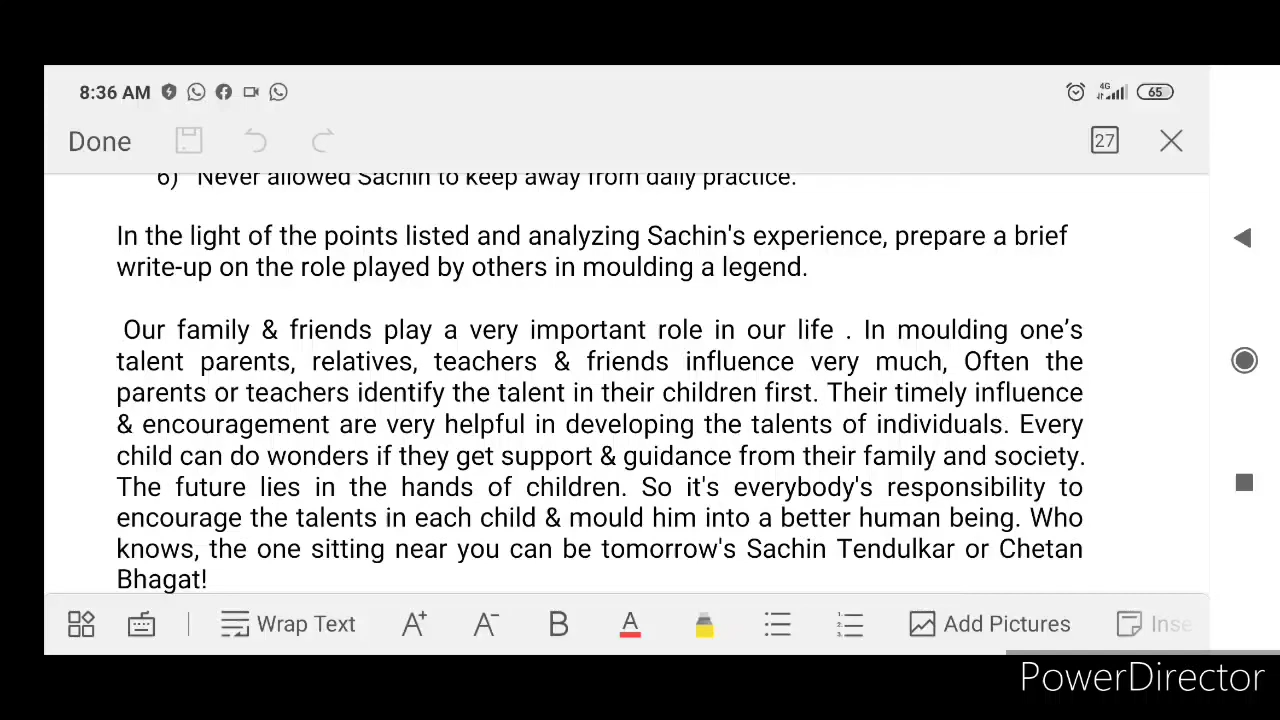 8:36 AM 4G 65
Done 27
6) Never allowed Sachin to keep away from daily practice.
In the light of the points listed and analyzing Sachin's experience, prepare a brief
write-up on the role played by others in moulding a legend.
Our family & friends play a very important role in our life . In moulding one’s
talent parents, relatives, teachers & friends influence very much, Often the
parents or teachers identify the talent in their children first. Their timely influence
& encouragement are very helpful in developing the talents of individuals. Every
child can do wonders if they get support & guidance from their family and society.
The future lies in the hands of children. So it's everybody's responsibility to
encourage the talents in each child & mould him into a better human being. Who
knows, the one sitting near you can be tomorrow's Sachin Tendulkar or Chetan
Bhagat!
Wrap Text A+ A- B A Add Pictures Inse
PowerDirector